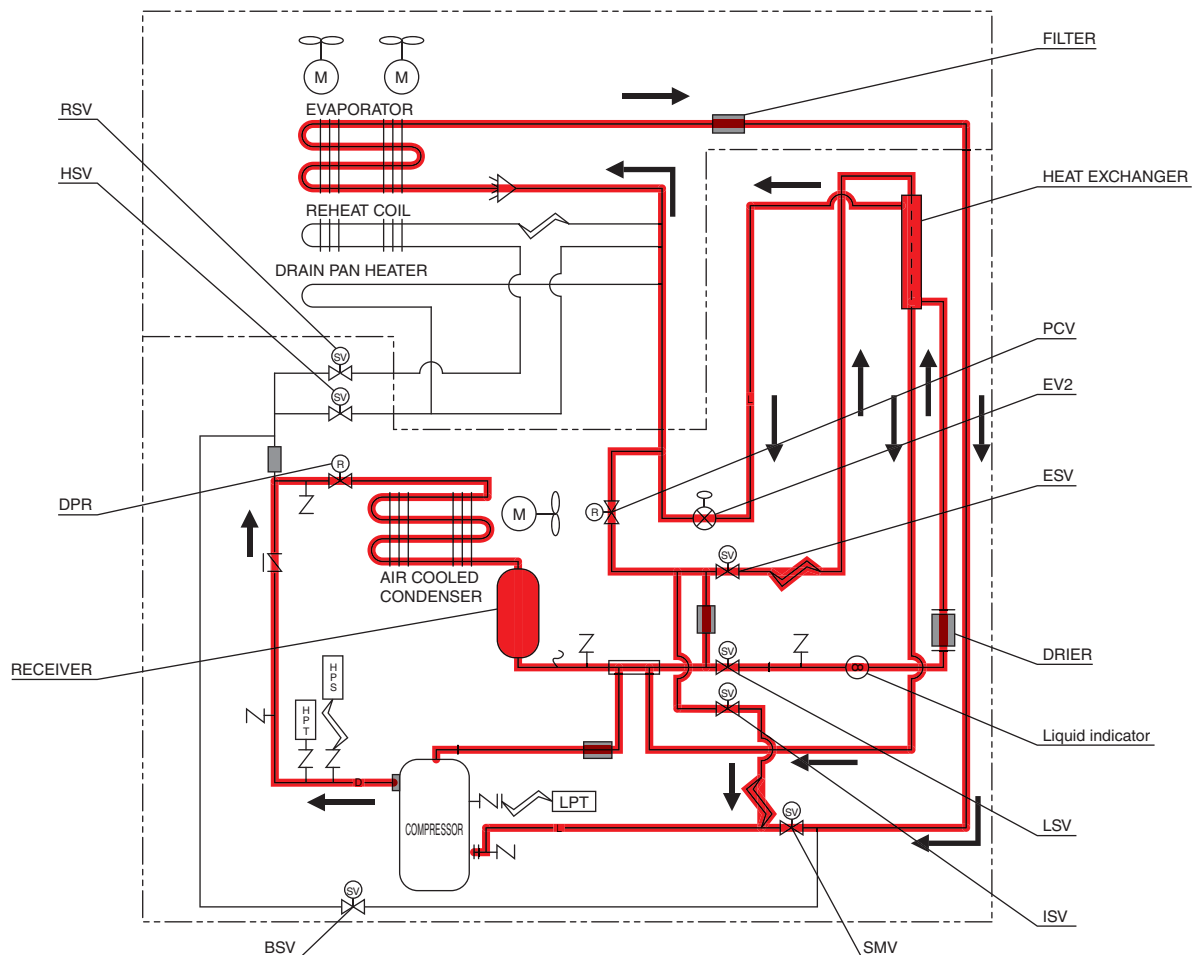 FILTER
M
M
RSV
EVAPORATOR
HSV
HEAT EXCHANGER
REHEAT COIL
DRAIN PAN HEATER
PCV
SV
EV2
SV
L
R
ESV
DPR
M
R
SV
AIR COOLED
CONDENSER
RECEIVER
SV
DRIER
B
HPS
HPT
SV
Liquid indicator
I
D
LPT
COMPRESSOR
SV
LSV
L
SV
ISV
BSV
SMV